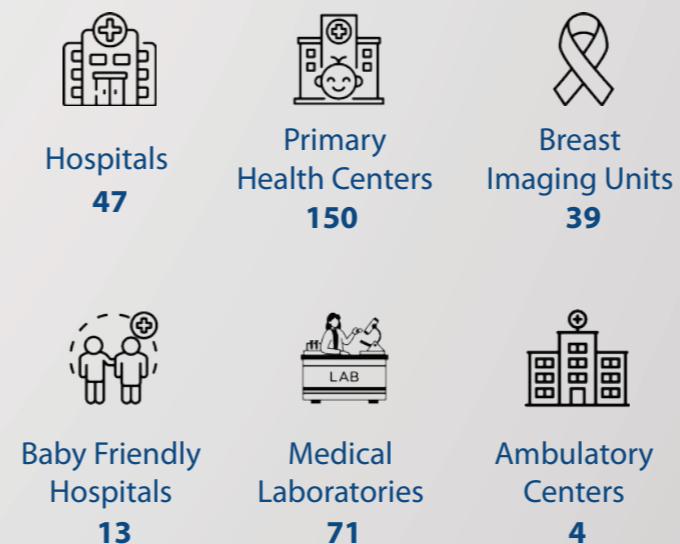 Hospitals
47
Primary
Health Centers
150
Breast
Imaging Units
39
LAB
Baby Friendly
Hospitals
13
Medical
Laboratories
71
Ambulatory
Centers
4